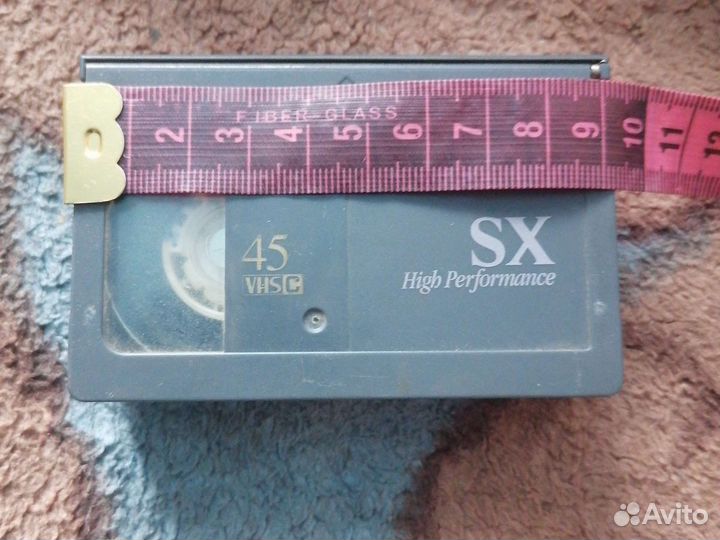 FIBER-GLASS
2 3 4 5 6 7 8 9 10 11 12
45
VHS C
SX
High Performance
Avito